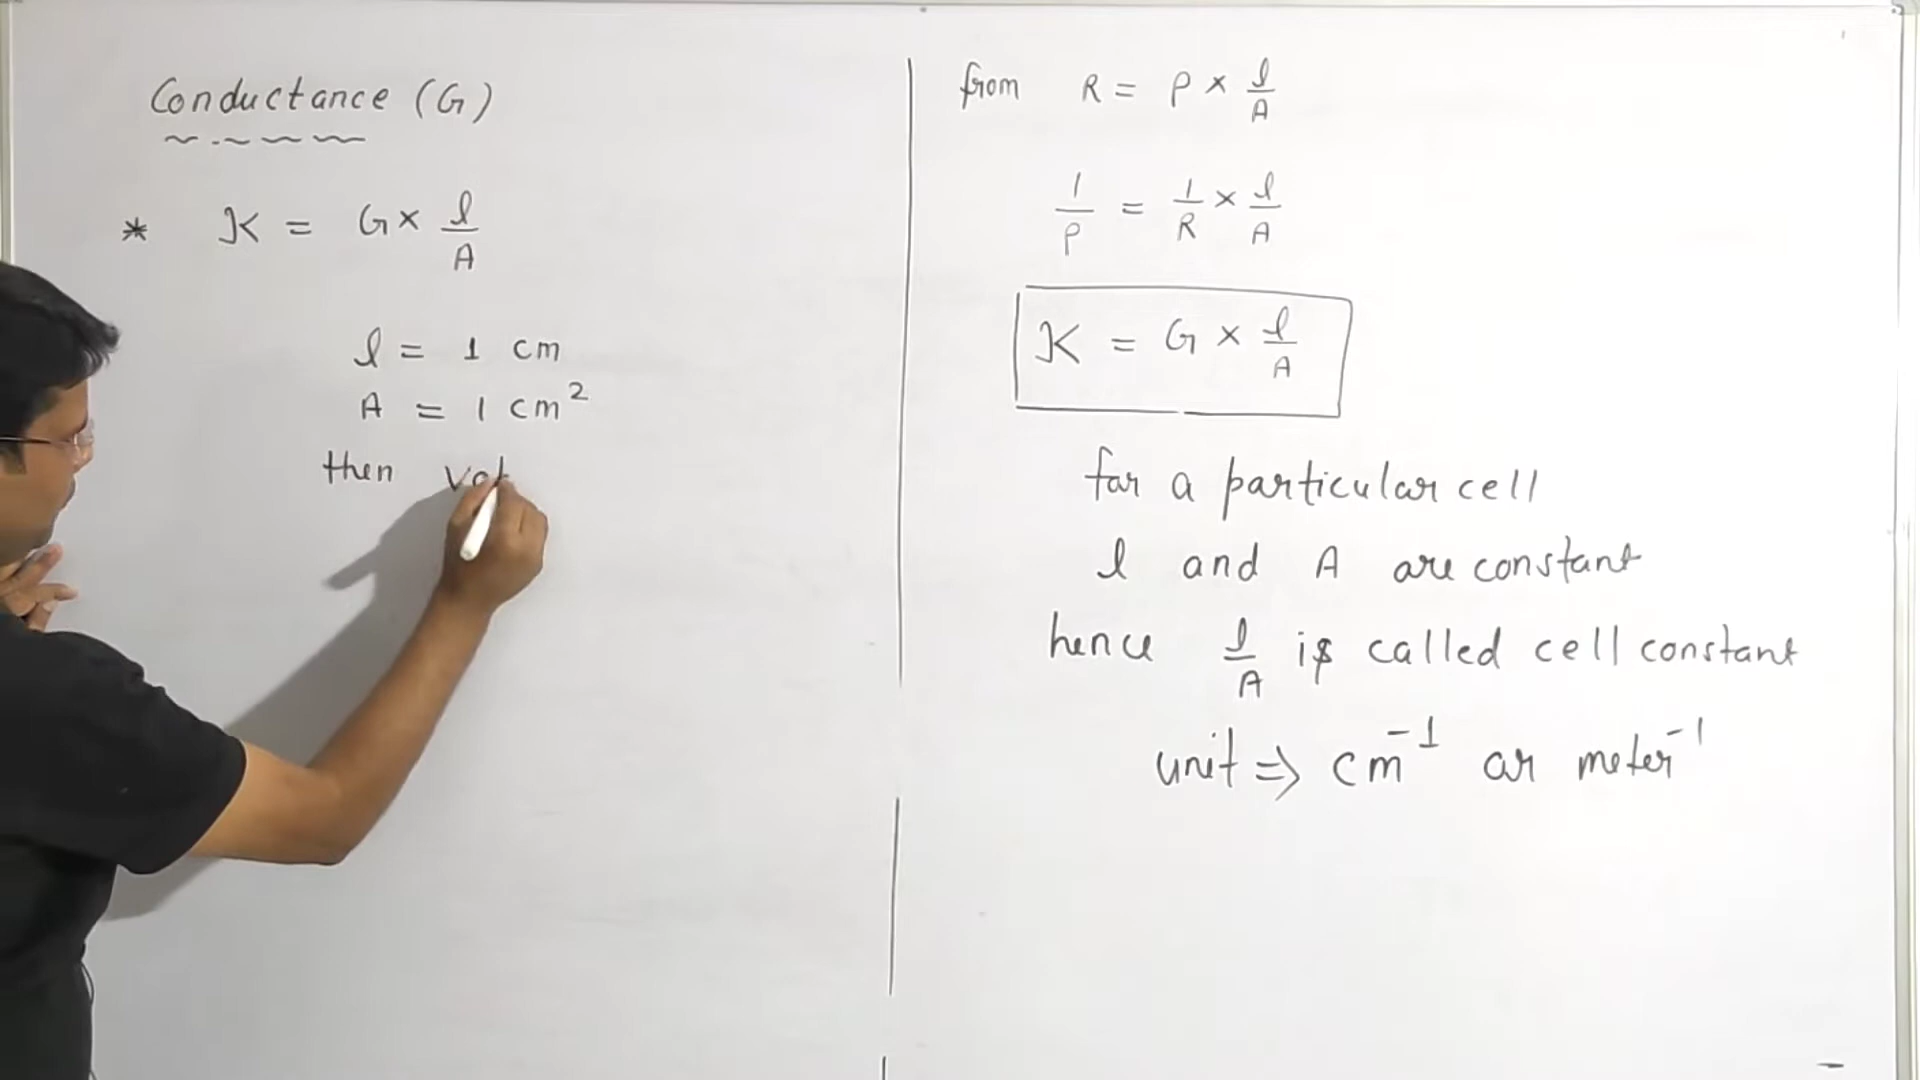 Conductance (G)
* K = G × l/A
l = 1 cm
A = 1 cm²
then
from R = ρ × l/A
1/ρ = 1/R × l/A
K = G × l/A
for a particular cell
l and A are constant
hence l/A is called cell constant
unit ⇒ cm⁻¹ or meter⁻¹